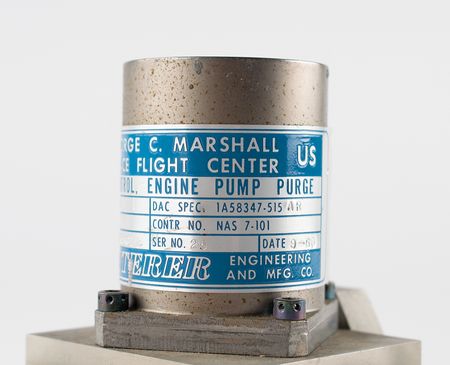 RGE C. MARSHALL US
CE FLIGHT CENTER
ROL, ENGINE PUMP PURGE
DAC SPEC. 1A58347-515
CONTR NO. NAS 7-101
SER NO. DATE
TERER ENGINEERING
AND MFG. CO.